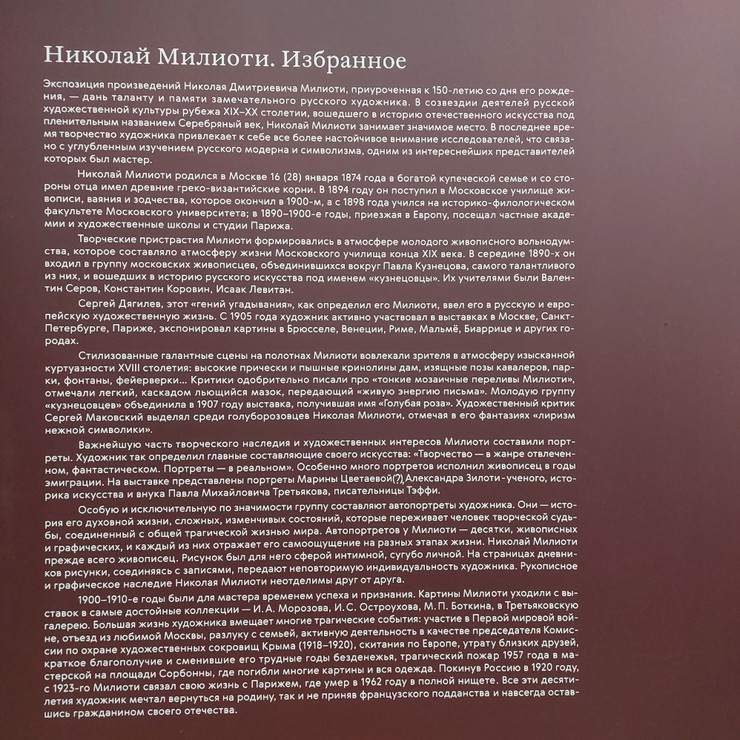 Николай Милиоти. Избранное
Экспозиция произведений Николая Дмитриевича Милиоти, приуроченная к 150-летию со дня его рожде-
ния, — дань таланту и памяти замечательного русского художника. В созвездии деятелей русской
художественной культуры рубежа XIX–XX столетии, вошедшего в историю отечественного искусства под
пленительным названием Серебряный век, Николай Милиоти занимает значимое место. В последнее вре-
мя творчество художника привлекает к себе все более настойчивое внимание исследователей, что связа-
но с углубленным изучением русского модерна и символизма, одним из интереснейших представителей
которых был мастер.
Николай Милиоти родился в Москве 16 (28) января 1874 года в богатой купеческой семье и со сто-
роны отца имел древние греко-византийские корни. В 1894 году он поступил в Московское училище жи-
вописи, ваяния и зодчества, которое окончил в 1900-м, а с 1898 года учился на историко-филологическом
факультете Московского университета; в 1890–1900-е годы, приезжая в Европу, посещал частные акаде-
мии и художественные школы и студии Парижа.
Творческие пристрастия Милиоти формировались в атмосфере молодого живописного вольнодум-
ства, которое составляло атмосферу жизни Московского училища конца XIX века. В середине 1890-х он
входил в группу московских живописцев, объединившихся вокруг Павла Кузнецова, самого талантливого
из них, и вошедших в историю русского искусства под именем «кузнецовцы». Их учителями были Вален-
тин Серов, Константин Коровин, Исаак Левитан.
Сергей Дягилев, этот «гений угадывания», как определил его Милиоти, ввел его в русскую и евро-
пейскую художественную жизнь. С 1905 года художник активно участвовал в выставках в Москве, Санкт-
Петербурге, Париже, экспонировал картины в Брюсселе, Венеции, Риме, Мальмё, Биаррице и других го-
родах.
Стилизованные галантные сцены на полотнах Милиоти вовлекали зрителя в атмосферу изысканной
куртуазности XVIII столетия: высокие прически и пышные кринолины дам, изящные позы кавалеров, пар-
ки, фонтаны, фейерверки... Критики одобрительно писали про «тонкие мозаичные переливы Милиоти»,
отмечали легкий, каскадом льющийся мазок, передающий «живую энергию письма». Молодую группу
«кузнецовцев» объединила в 1907 году выставка, получившая имя «Голубая роза». Художественный критик
Сергей Маковский выделял среди голуборозовцев Николая Милиоти, отмечая в его фантазиях «лиризм
нежной символики».
Важнейшую часть творческого наследия и художественных интересов Милиоти составили порт-
реты. Художник так определил главные составляющие своего искусства: «Творчество — в жанре отвлечен-
ном, фантастическом. Портреты — в реальном». Особенно много портретов исполнил живописец в годы
эмиграции. На выставке представлены портреты Марины Цветаевой(?), Александра Зилоти-ученого, исто-
рика искусства и внука Павла Михайловича Третьякова, писательницы Тэффи.
Особую и исключительную по значимости группу составляют автопортреты художника. Они — исто-
рия его духовной жизни, сложных, изменчивых состояний, которые переживает человек творческой судь-
бы, соединенный с общей трагической жизнью мира. Автопортретов у Милиоти — десятки, живописных
и графических, и каждый из них отражает его самоощущение на разных этапах жизни. Николай Милиоти
прежде всего живописец. Рисунок был для него сферой интимной, сугубо личной. На страницах дневни-
ков рисунки, соединяясь с записями, передают неповторимую индивидуальность художника. Рукописное
и графическое наследие Николая Милиоти неотделимы друг от друга.
1900–1910-е годы были для мастера временем успеха и признания. Картины Милиоти уходили с вы-
ставок в самые достойные коллекции — И. А. Морозова, И. С. Остроухова, М. П. Боткина, в Третьяковскую
галерею. Большая жизнь художника вмещает многие трагические события: участие в Первой мировой вой-
не, отъезд из любимой Москвы, разлуку с семьей, активную деятельность в качестве председателя Комис-
сии по охране художественных сокровищ Крыма (1918–1920), скитания по Европе, утрату близких друзей,
краткое благополучие и сменившие его трудные годы безденежья, трагический пожар 1957 года в ма-
стерской на площади Сорбонны, где погибли многие картины и вся одежда. Покинув Россию в 1920 году,
с 1923-го Милиоти связал свою жизнь с Парижем, где умер в 1962 году в полной нищете. Все эти десяти-
летия художник мечтал вернуться на родину, так и не приняв французского подданства и навсегда остав-
шись гражданином своего отечества.